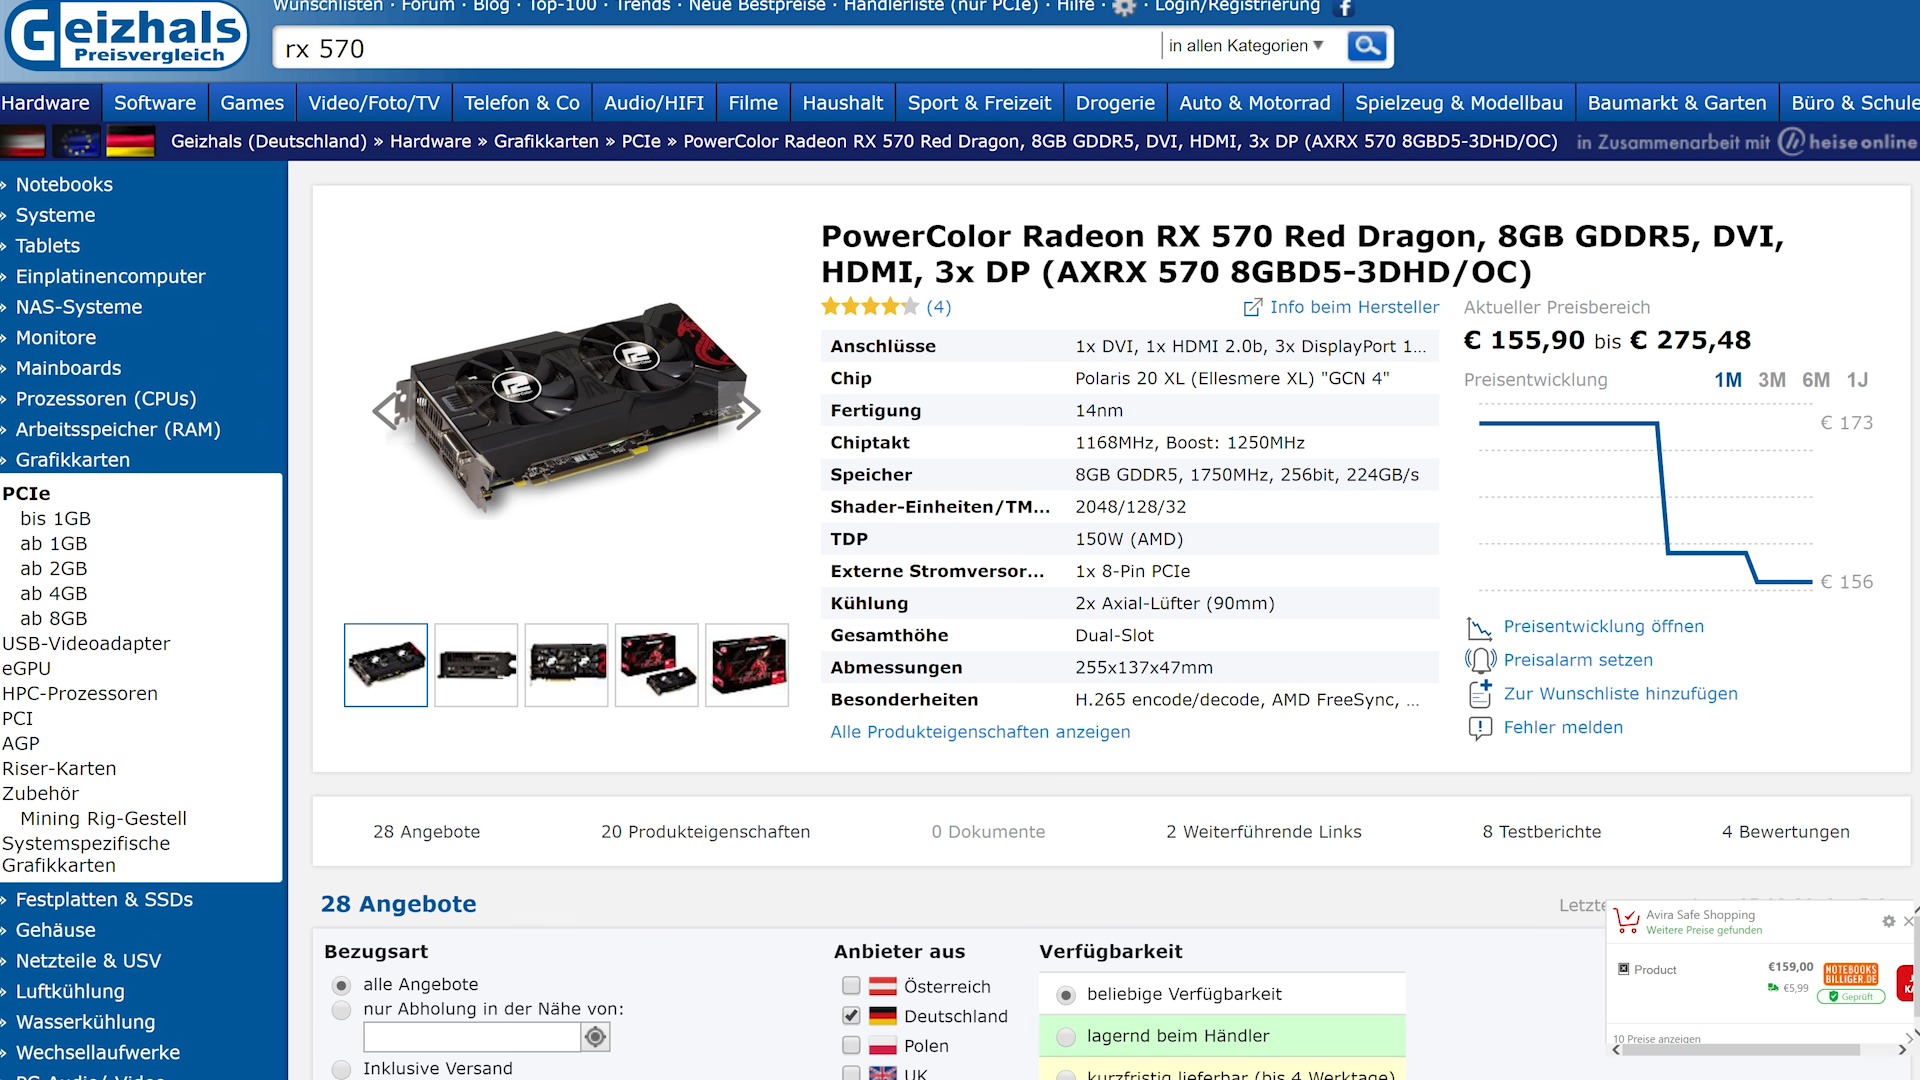 Wunschlisten · Forum · Blog · Top-100 · Trends · Neue Bestpreise · Händlerliste (nur PCIe) · Hilfe · Login/Registrierung
Geizhals
Preisvergleich
rx 570
in allen Kategorien
Hardware
Software
Games
Video/Foto/TV
Telefon & Co
Audio/HIFI
Filme
Haushalt
Sport & Freizeit
Drogerie
Auto & Motorrad
Spielzeug & Modellbau
Baumarkt & Garten
Büro & Schule
Geizhals (Deutschland) » Hardware » Grafikkarten » PCIe » PowerColor Radeon RX 570 Red Dragon, 8GB GDDR5, DVI, HDMI, 3x DP (AXRX 570 8GBD5-3DHD/OC)
in Zusammenarbeit mit heise online
» Notebooks
» Systeme
» Tablets
» Einplatinencomputer
» NAS-Systeme
» Monitore
» Mainboards
» Prozessoren (CPUs)
» Arbeitsspeicher (RAM)
» Grafikkarten
PCIe
bis 1GB
ab 1GB
ab 2GB
ab 4GB
ab 8GB
USB-Videoadapter
eGPU
HPC-Prozessoren
PCI
AGP
Riser-Karten
Zubehör
Mining Rig-Gestell
Systemspezifische
Grafikkarten
» Festplatten & SSDs
» Gehäuse
» Netzteile & USV
» Luftkühlung
» Wasserkühlung
» Wechsellaufwerke
» PC-Audio/-Video
PowerColor Radeon RX 570 Red Dragon, 8GB GDDR5, DVI,
HDMI, 3x DP (AXRX 570 8GBD5-3DHD/OC)
(4)
Info beim Hersteller
Anschlüsse 1x DVI, 1x HDMI 2.0b, 3x DisplayPort 1...
Chip Polaris 20 XL (Ellesmere XL) "GCN 4"
Fertigung 14nm
Chiptakt 1168MHz, Boost: 1250MHz
Speicher 8GB GDDR5, 1750MHz, 256bit, 224GB/s
Shader-Einheiten/TM... 2048/128/32
TDP 150W (AMD)
Externe Stromversor... 1x 8-Pin PCIe
Kühlung 2x Axial-Lüfter (90mm)
Gesamthöhe Dual-Slot
Abmessungen 255x137x47mm
Besonderheiten H.265 encode/decode, AMD FreeSync, ...
Alle Produkteigenschaften anzeigen
Aktueller Preisbereich
€ 155,90 bis € 275,48
Preisentwicklung 1M 3M 6M 1J
€ 173
€ 156
Preisentwicklung öffnen
Preisalarm setzen
Zur Wunschliste hinzufügen
Fehler melden
28 Angebote
20 Produkteigenschaften
0 Dokumente
2 Weiterführende Links
8 Testberichte
4 Bewertungen
28 Angebote
Bezugsart
alle Angebote
nur Abholung in der Nähe von:
Inklusive Versand
Anbieter aus
Österreich
Deutschland
Polen
UK
Verfügbarkeit
beliebige Verfügbarkeit
lagernd beim Händler
kurzfristig lieferbar (bis 4 Werktage)
Avira Safe Shopping
Weitere Preise gefunden
Product
€159,00
€5,99
NOTEBOOKS
BILLIGER.DE
Geprüft
10 Preise anzeigen